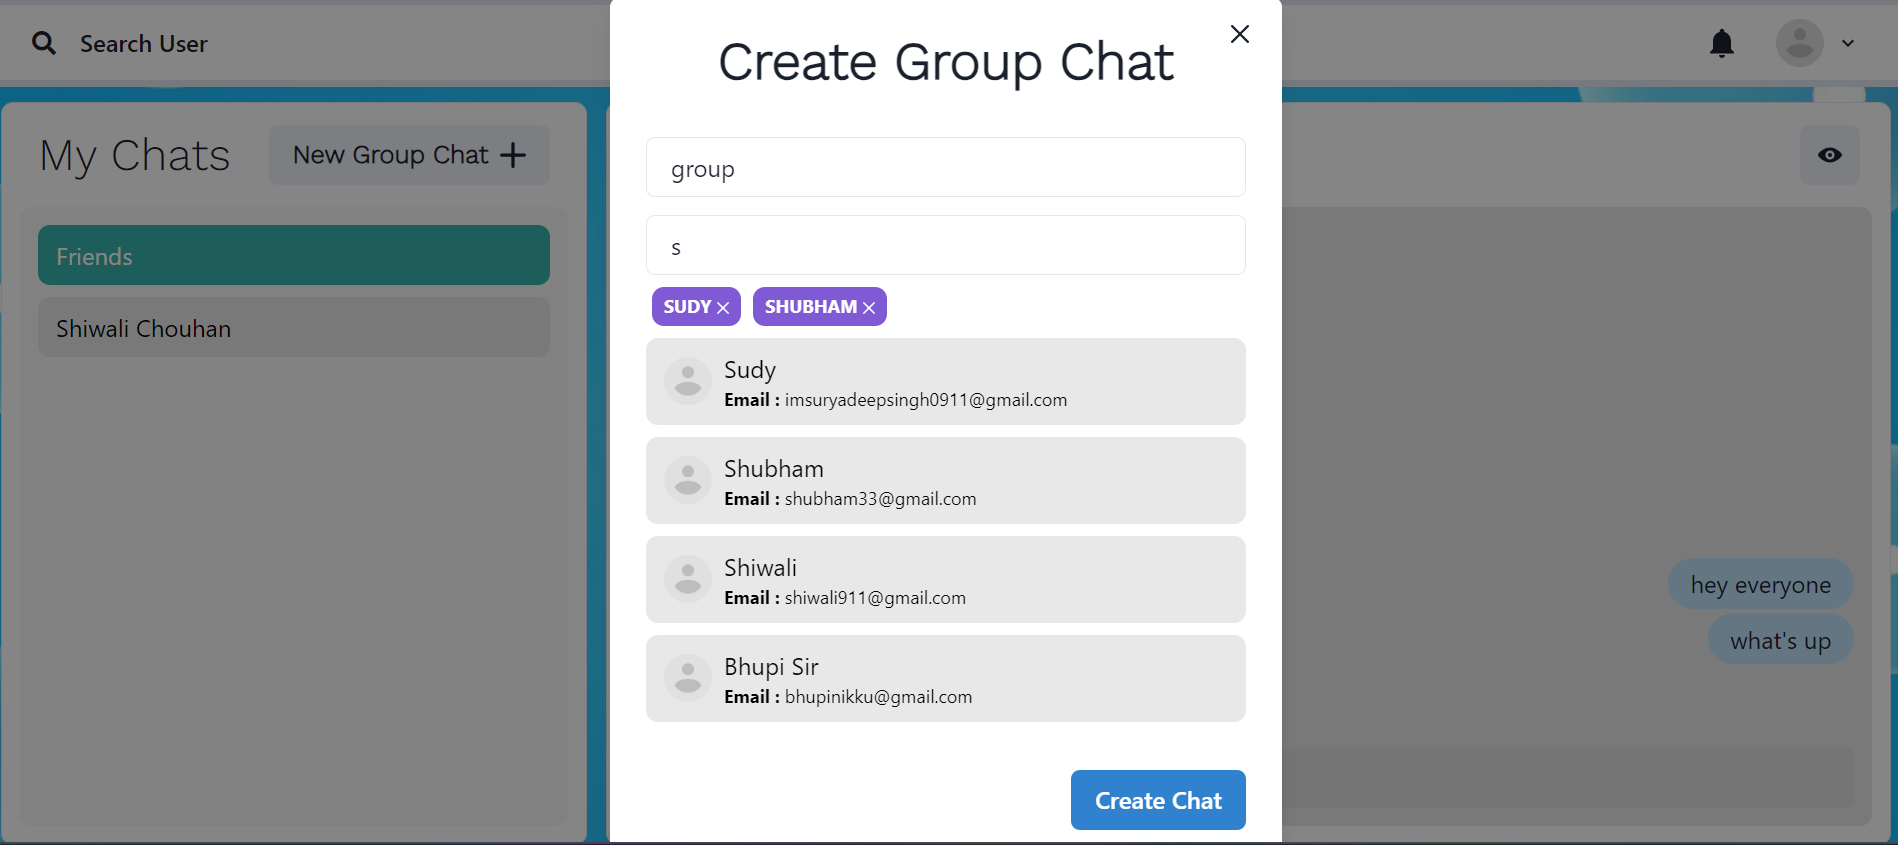 Search User
My Chats
New Group Chat
Friends
Shiwali Chouhan
Create Group Chat
group
s
SUDY
SHUBHAM
Sudy
Email : imsuryadeepsingh0911@gmail.com
Shubham
Email : shubham33@gmail.com
Shiwali
Email : shiwali911@gmail.com
Bhupi Sir
Email : bhupinikku@gmail.com
Create Chat
hey everyone
what's up